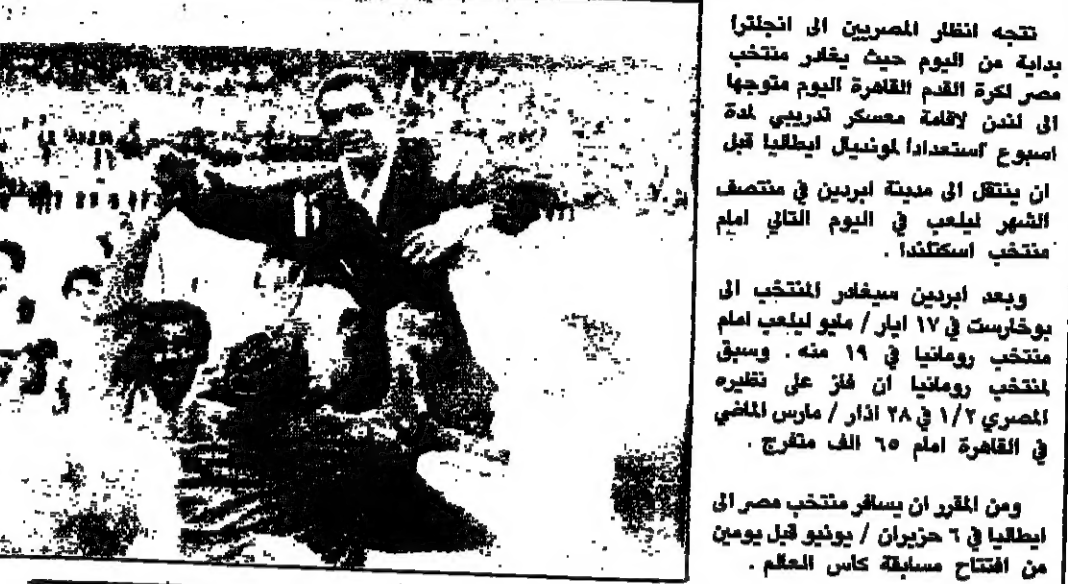 تتجه انظار المصريين الى انجلترا
بداية من اليوم حيث يغادر منتخب
مصر لكرة القدم القاهرة اليوم متوجها
الى لندن لاقامة معسكر تدريبي لمدة
اسبوع استعدادا لمونديال ايطاليا قبل
ان ينتقل الى مدينة ابردين في منتصف
الشهر ليلعب في اليوم التالي امام
منتخب اسكتلندا .
وبعد ابردين سيغادر المنتخب الى
بوخارست في ١٧ ايار / مايو ليلعب امام
منتخب رومانيا في ١٩ منه . وسبق
لمنتخب رومانيا ان فاز على نظيره
المصري ١/٢ في ٢٨ اذار / مارس الماضي
في القاهرة امام ٦٥ الف متفرج .
ومن المقرر ان يسافر منتخب مصر الى
ايطاليا في ٦ حزيران / يونيو قبل يومين
من افتتاح مسابقة كاس العالم .